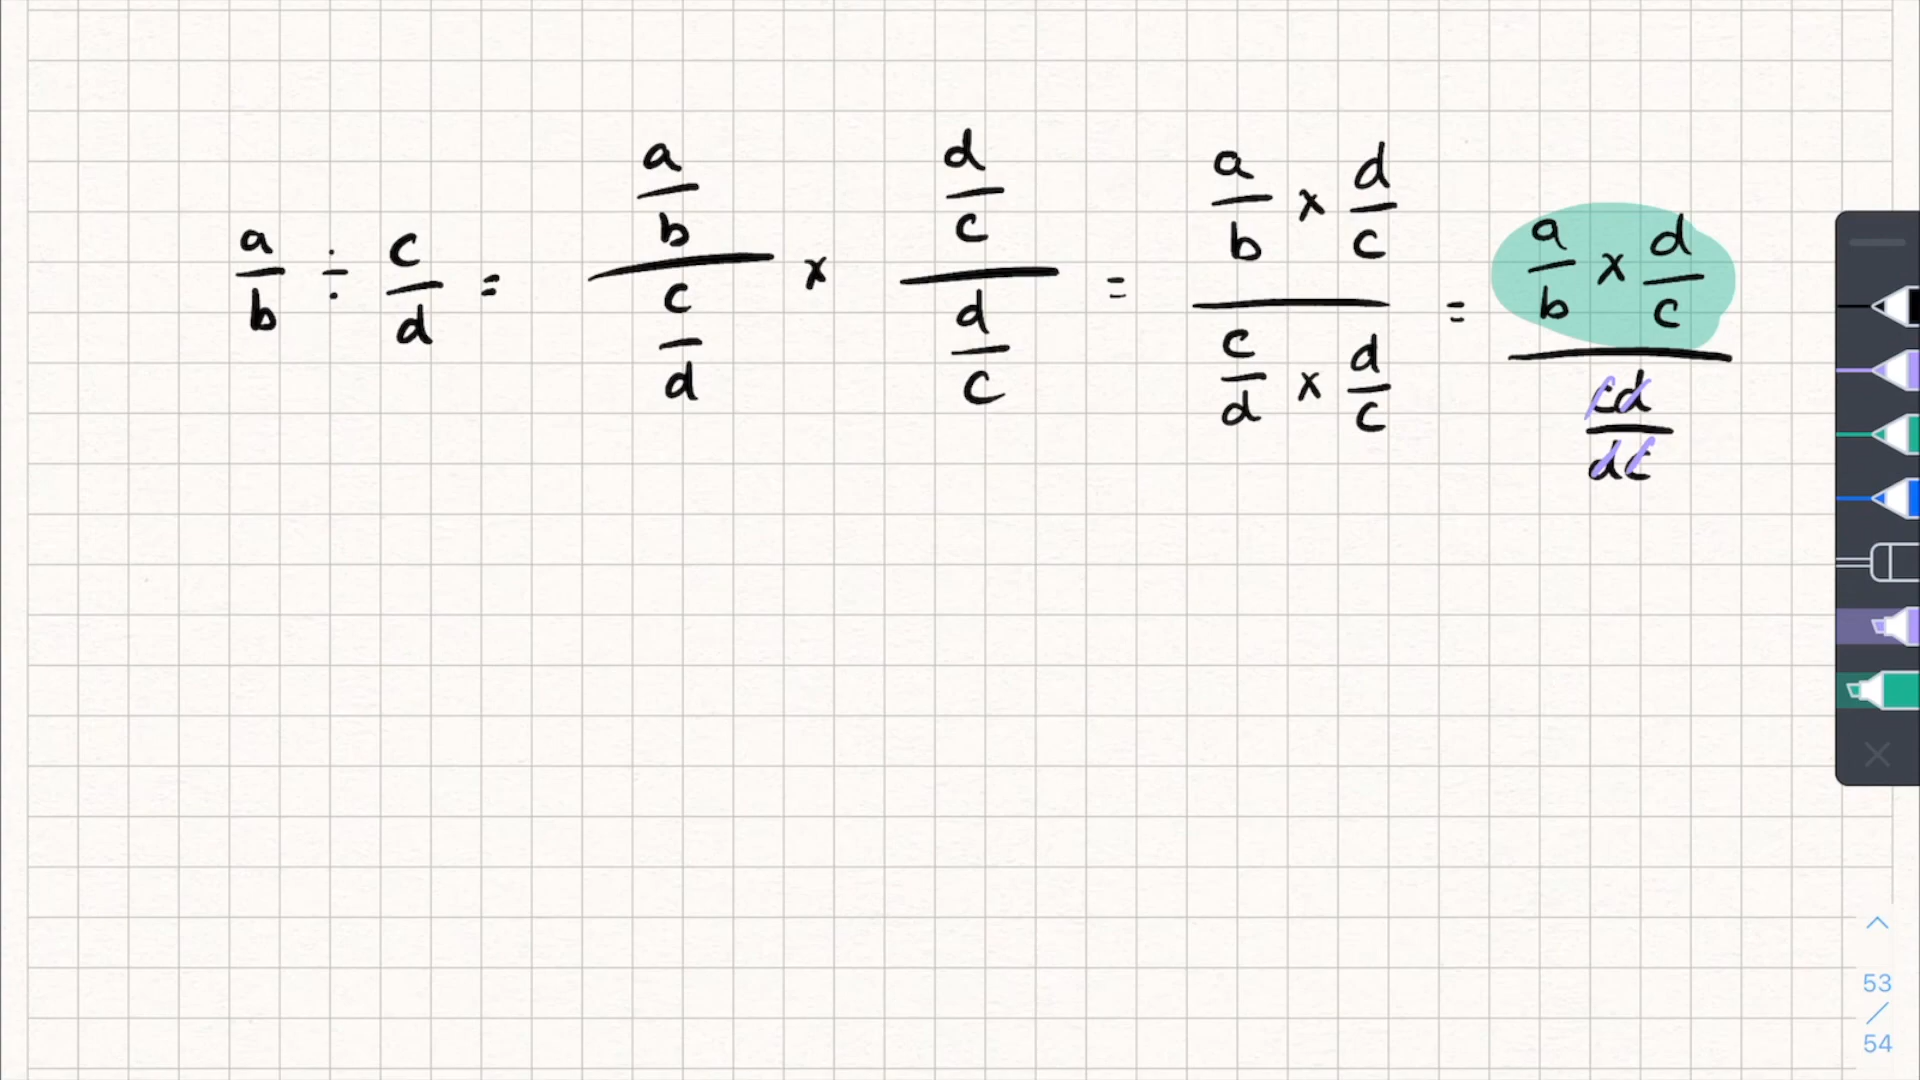 a/b ÷ c/d = (a/b)/(c/d) × (d/c)/(d/c) = (a/b × d/c)/(c/d × d/c) = (a/b × d/c)/(cd/dc)
53
/
54